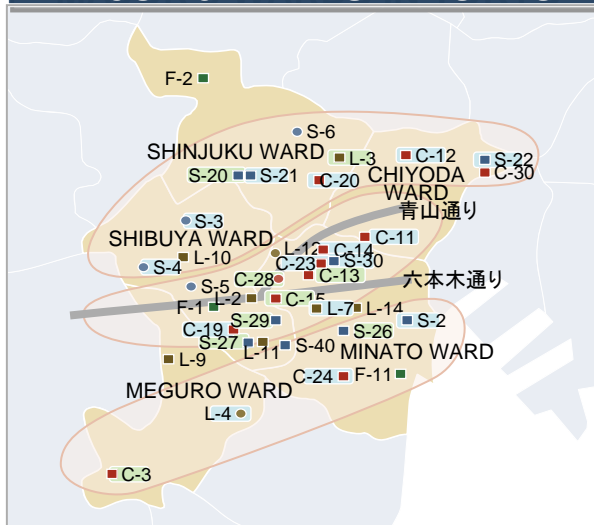 F-2
S-6
SHINJUKU WARD
L-3
C-12
S-22
S-20
S-21
C-20
CHIYODA
WARD
C-30
青山通り
S-3
SHIBUYA WARD
C-11
L-12
C-14
L-10
C-23
S-30
S-4
C-28
C-13
六本木通り
S-5
F-1
L-2
C-15
L-7
L-14
S-29
S-2
C-19
S-26
S-27
L-11
S-40
MINATO WARD
L-9
C-24
F-11
MEGURO WARD
L-4
C-3